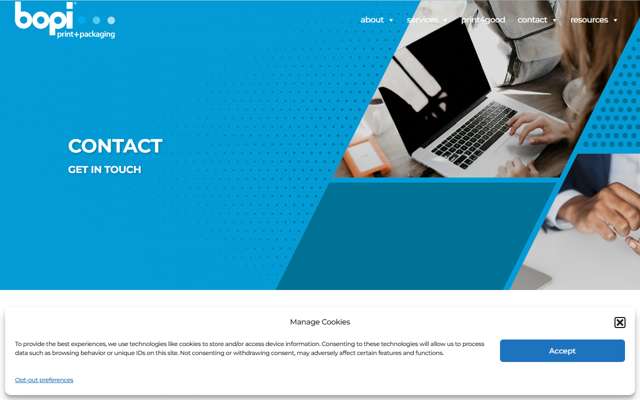 bopi
print+packaging
about services print4good contact resources
CONTACT
GET IN TOUCH
Manage Cookies
To provide the best experiences, we use technologies like cookies to store and/or access device information. Consenting to these technologies will allow us to process
data such as browsing behavior or unique IDs on this site. Not consenting or withdrawing consent, may adversely affect certain features and functions.
Accept
Opt-out preferences